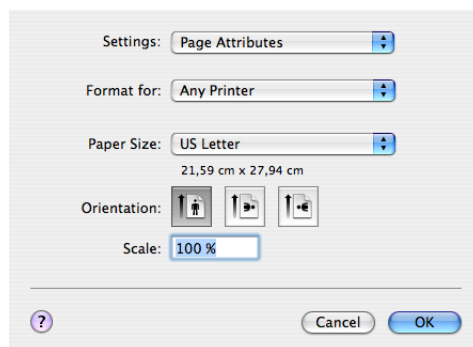 Settings: Page Attributes
Format for: Any Printer
Paper Size: US Letter
21,59 cm x 27,94 cm
Orientation:
Scale: 100 %
? Cancel OK